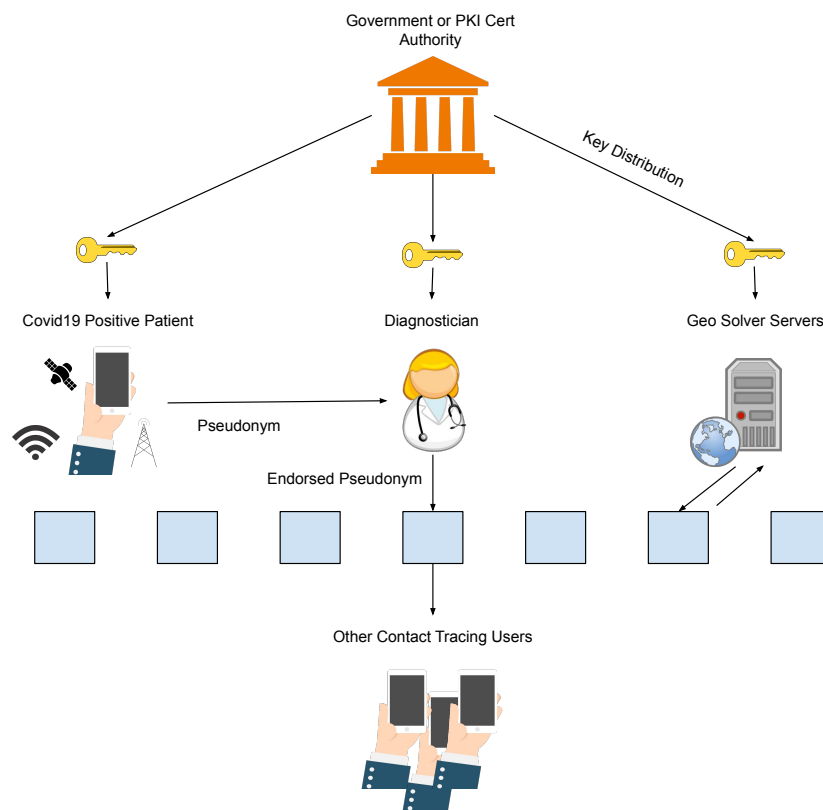 Government or PKI Cert
Authority
Key Distribution
Covid19 Positive Patient
Diagnostician
Geo Solver Servers
Pseudonym
Endorsed Pseudonym
Other Contact Tracing Users